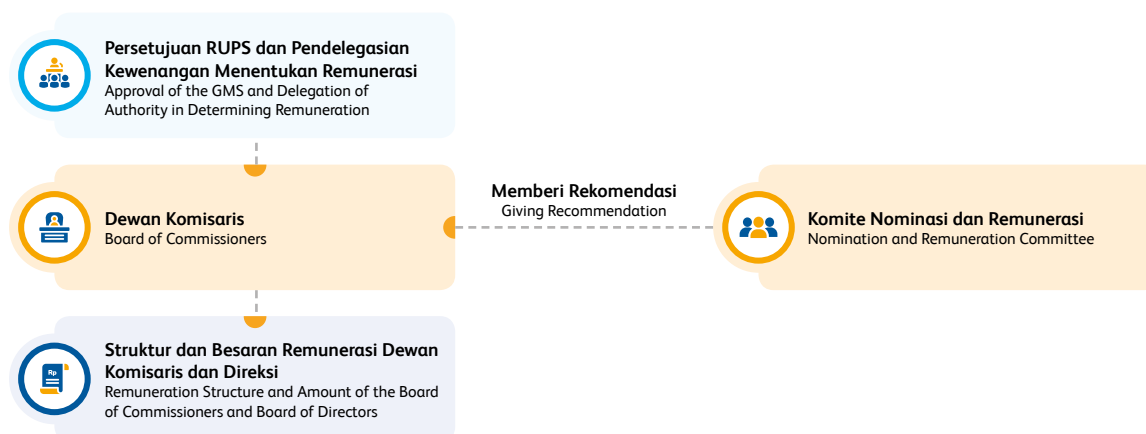 Persetujuan RUPS dan Pendelegasian
Kewenangan Menentukan Remunerasi
Approval of the GMS and Delegation of
Authority in Determining Remuneration
Dewan Komisaris
Board of Commissioners
Memberi Rekomendasi
Giving Recommendation
Komite Nominasi dan Remunerasi
Nomination and Remuneration Committee
Rp
Struktur dan Besaran Remunerasi Dewan
Komisaris dan Direksi
Remuneration Structure and Amount of the Board
of Commissioners and Board of Directors